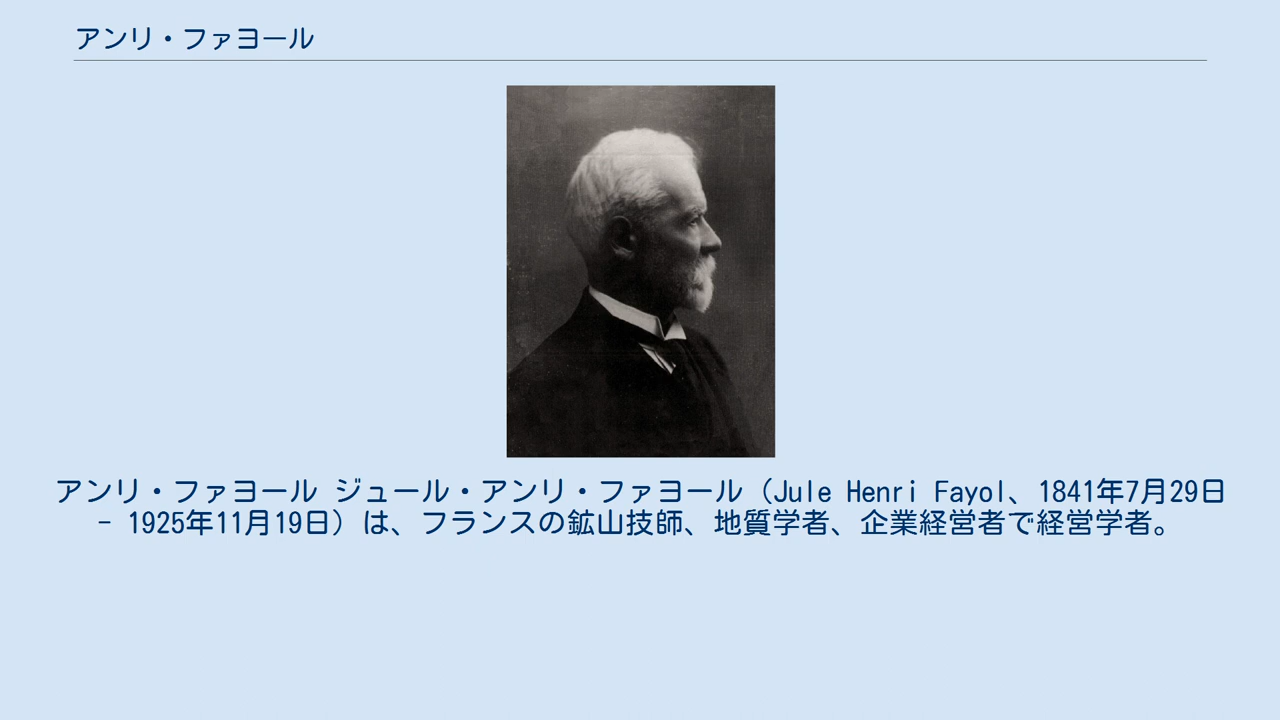 アンリ・ファヨール
アンリ・ファヨール ジュール・アンリ・ファヨール（Jule Henri Fayol、1841年7月29日
- 1925年11月19日）は、フランスの鉱山技師、地質学者、企業経営者で経営学者。